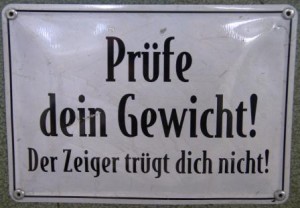 Prüfe
dein Gewicht!
Der Zeiger trügt dich nicht!